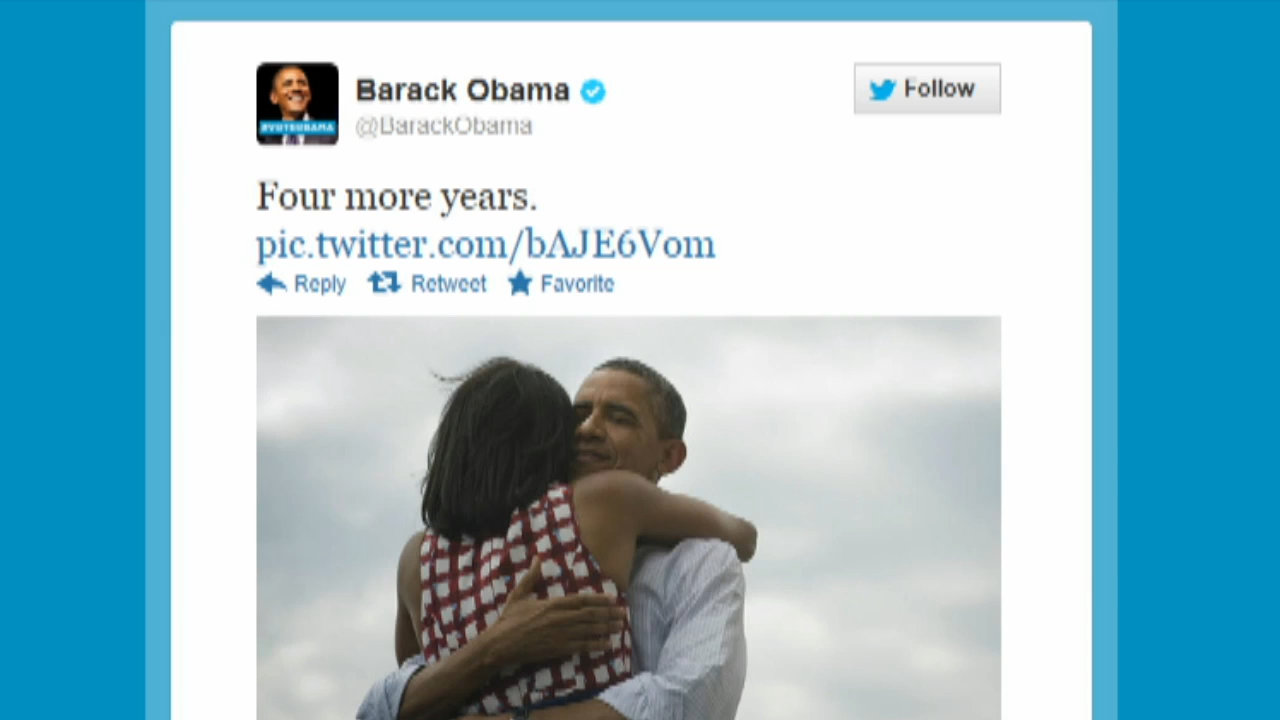 Barack Obama
@BarackObama
Follow
Four more years.
pic.twitter.com/bAJE6Vom
Reply Retweet Favorite